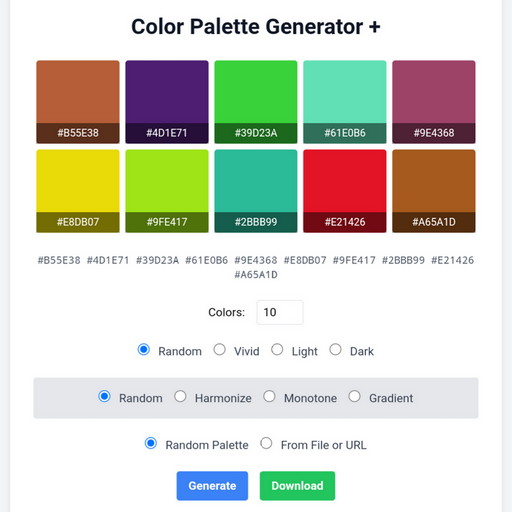 Color Palette Generator +
#B55E38 #4D1E71 #39D23A #61E0B6 #9E4368
#E8DB07 #9FE417 #2BBB99 #E21426 #A65A1D
#B55E38 #4D1E71 #39D23A #61E0B6 #9E4368 #E8DB07 #9FE417 #2BBB99 #E21426
#A65A1D
Colors: 10
Random Vivid Light Dark
Random Harmonize Monotone Gradient
Random Palette From File or URL
Generate Download